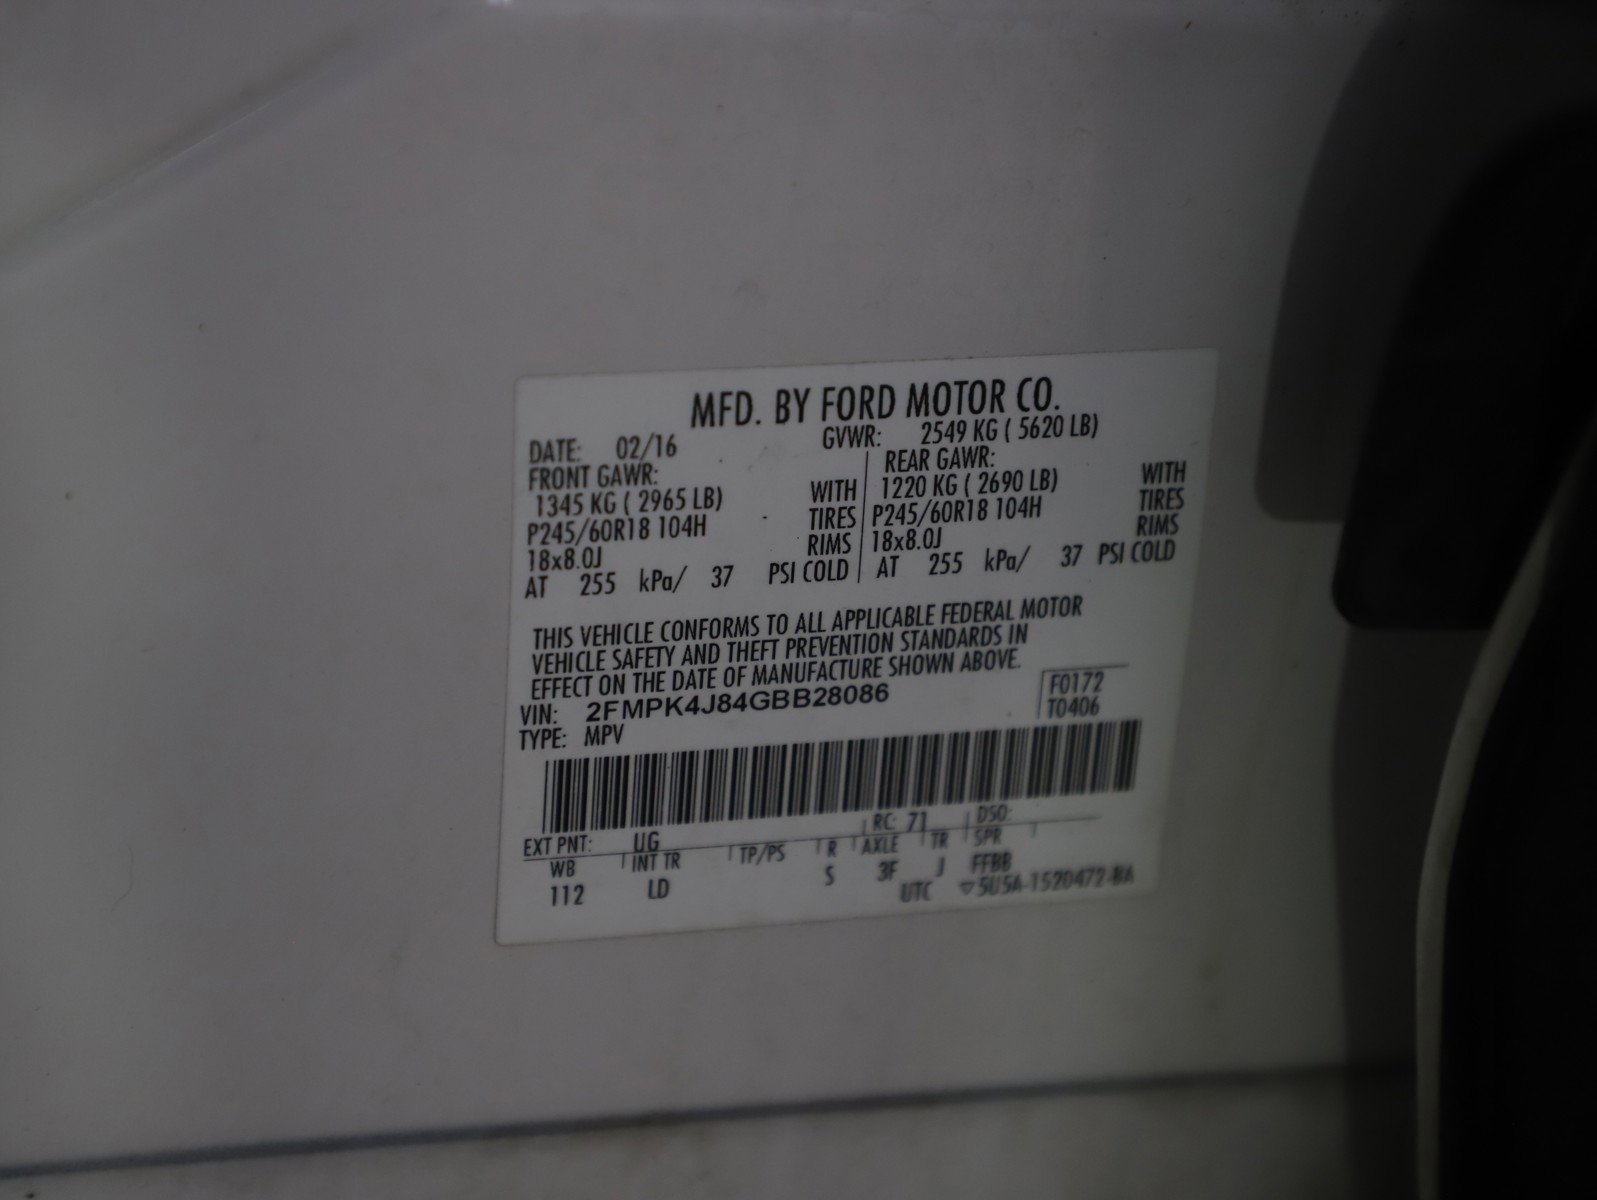 MFD. BY FORD MOTOR CO.
DATE: 02/16 GVWR: 2549 KG ( 5620 LB)
FRONT GAWR: REAR GAWR:
1345 KG ( 2965 LB) WITH 1220 KG ( 2690 LB) WITH
P245/60R18 104H TIRES P245/60R18 104H TIRES
18x8.0J RIMS 18x8.0J RIMS
AT 255 kPa/ 37 PSI COLD AT 255 kPa/ 37 PSI COLD
THIS VEHICLE CONFORMS TO ALL APPLICABLE FEDERAL MOTOR
VEHICLE SAFETY AND THEFT PREVENTION STANDARDS IN
EFFECT ON THE DATE OF MANUFACTURE SHOWN ABOVE.
VIN: 2FMPK4J84GBB28086 F0172
TYPE: MPV T0406
EXT PNT: UG RC: 71 DSO:
WB INT TR TP/PS R AXLE TR SPR
112 LD S 3F J FFBB
UTC ▽5U5A-1520472-BA